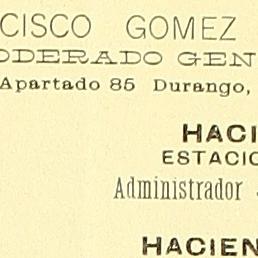 CISCO GOMEZ
ODERADO GEN
Apartado 85 Durango,
HACI
ESTACIO
Administrador
HACIEN